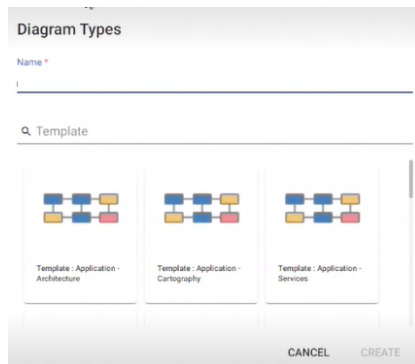 Diagram Types
Name *
Template
Template : Application -
Architecture
Template : Application -
Cartography
Template : Application -
Services
CANCEL
CREATE